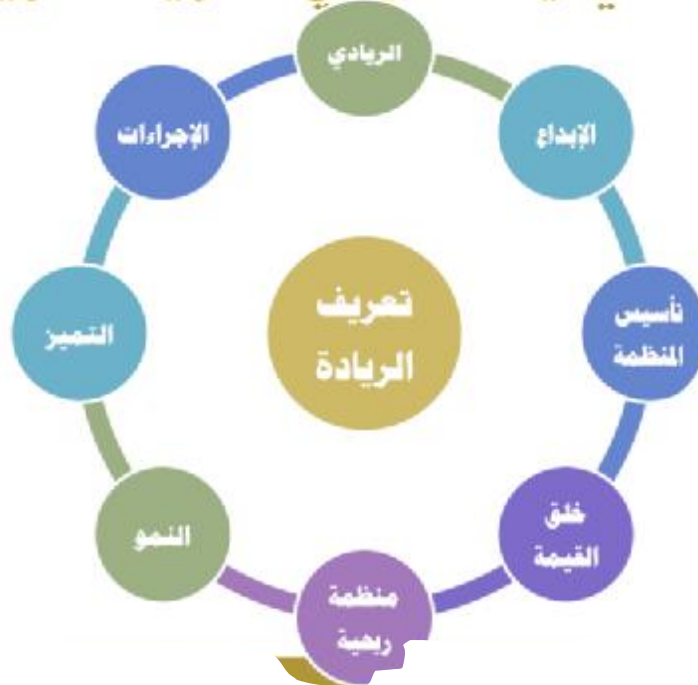 الريادي
الإبداع
تأسيس
المنظمة
خلق
القيمة
منظمة
ربحية
النمو
التميز
الإجراءات
تعريف
الريادة